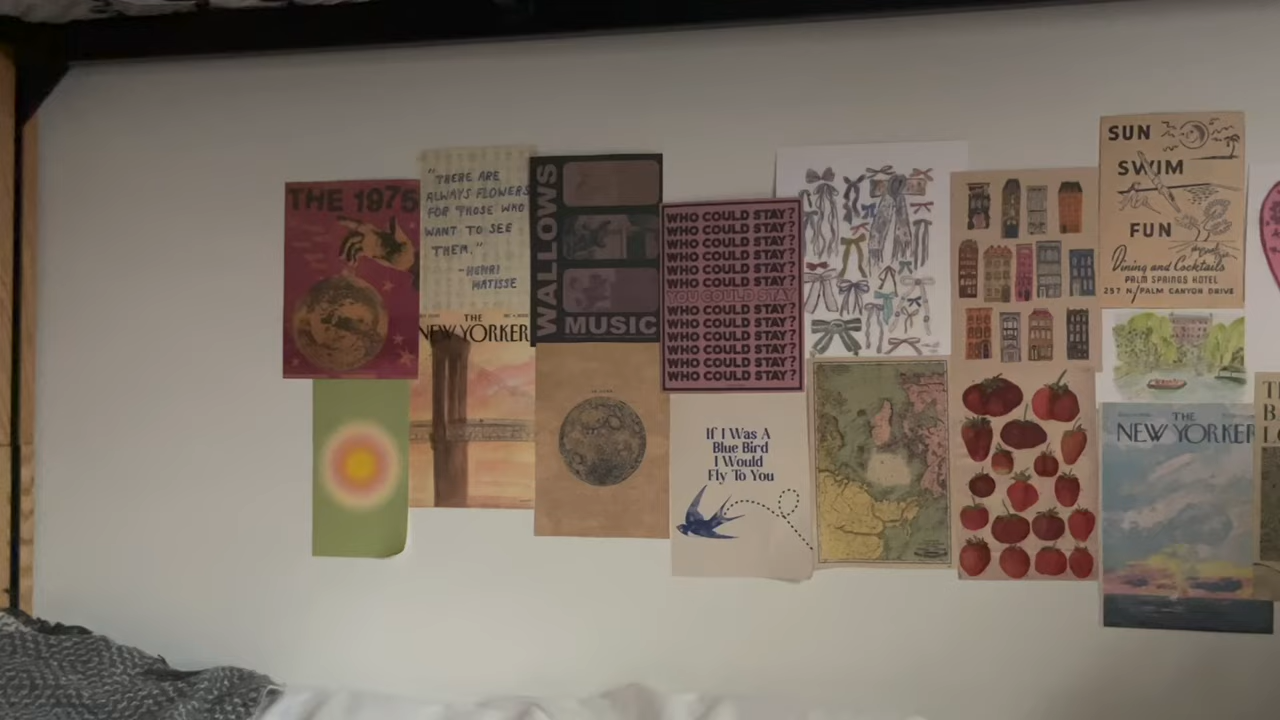 THE 1975
"THERE ARE
ALWAYS FLOWERS
FOR THOSE WHO
WANT TO SEE
THEM."
-HENRI
MATISSE
THE
NEW YORKER
WALLOWS
MUSIC
WHO COULD STAY?
WHO COULD STAY?
WHO COULD STAY?
WHO COULD STAY?
WHO COULD STAY?
WHO COULD STAY?
YOU COULD STAY
WHO COULD STAY?
WHO COULD STAY?
WHO COULD STAY?
WHO COULD STAY?
WHO COULD STAY?
WHO COULD STAY?
If I Was A
Blue Bird
I Would
Fly To You
SUN
SWIM
FUN
Dining and Cocktails
PALM SPRINGS HOTEL
257 N/PALM CANYON DRIVE
THE
NEW YORKER